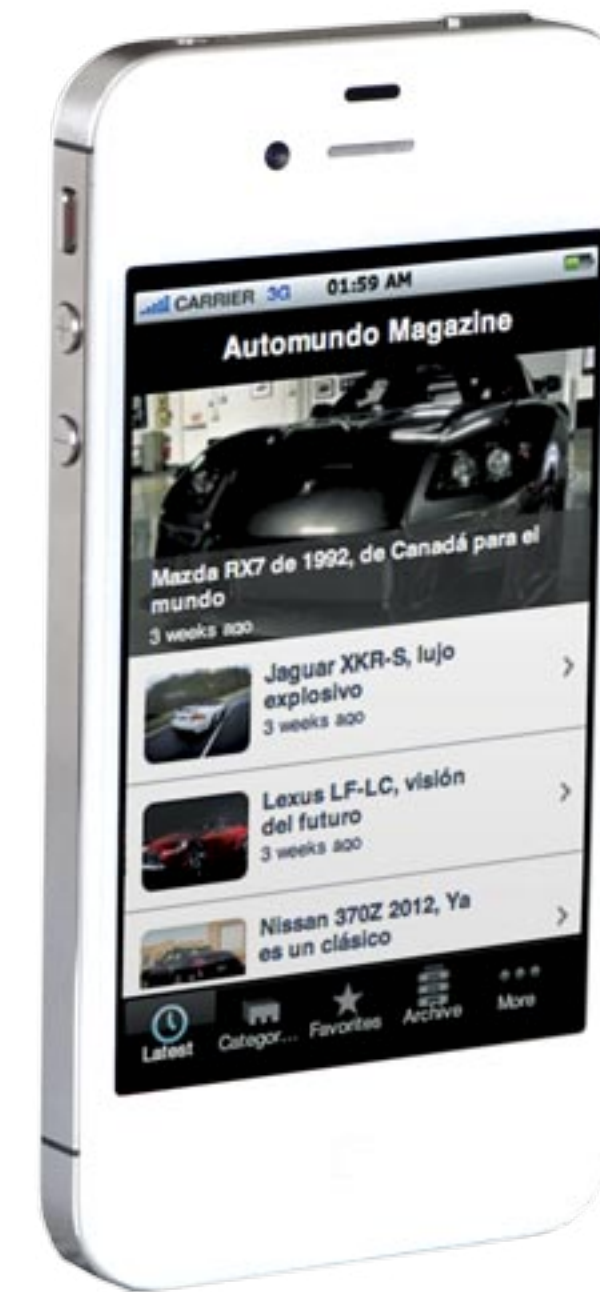 CARRIER 3G 01:59 AM
Automundo Magazine
Mazda RX7 de 1992, de Canadá para el
mundo
3 weeks ago
Jaguar XKR-S, lujo
explosivo
3 weeks ago
Lexus LF-LC, visión
del futuro
3 weeks ago
Nissan 370Z 2012, Ya
es un clásico
Latest Categor... Favorites Archive More